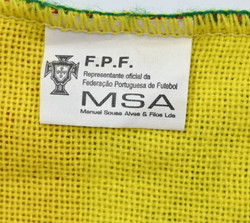 F.P.F.
Representante oficial da
Federação Portuguesa de Futebol
MSA
Manuel Sousa Alves & Filos Lda